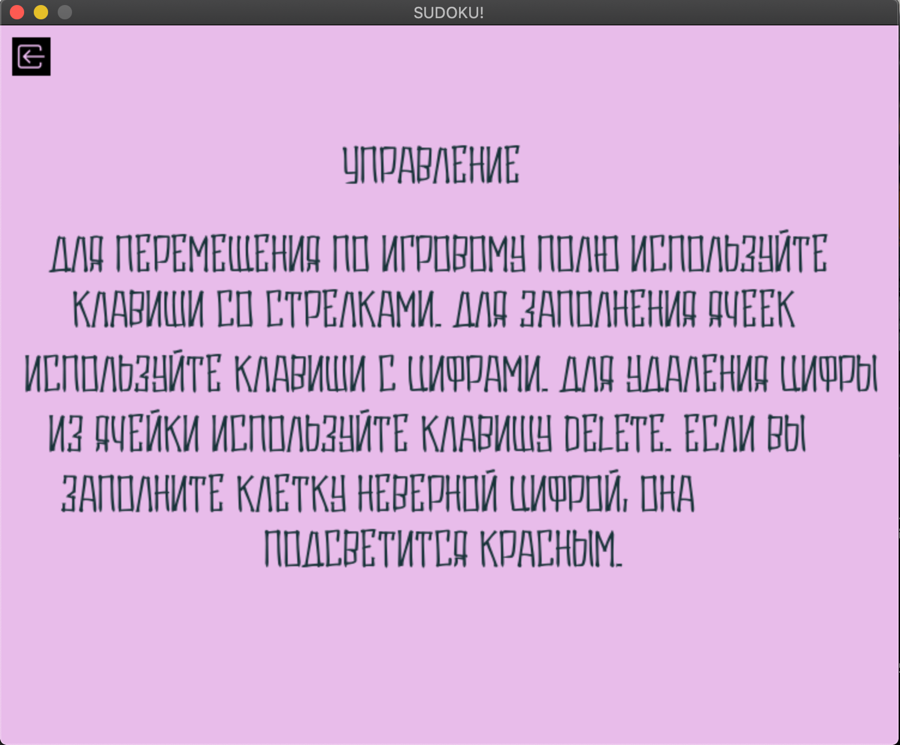 SUDOKU!
УПРАВЛЕНИЕ
ДЛЯ ПЕРЕМЕЩЕНИЯ ПО ИГРОВОМУ ПОЛЮ ИСПОЛЬЗУЙТЕ
КЛАВИШИ СО СТРЕЛКАМИ. ДЛЯ ЗАПОЛНЕНИЯ ЯЧЕЕК
ИСПОЛЬЗУЙТЕ КЛАВИШИ С ЦИФРАМИ. ДЛЯ УДАЛЕНИЯ ЦИФРЫ
ИЗ ЯЧЕЙКИ ИСПОЛЬЗУЙТЕ КЛАВИШУ DELETE. ЕСЛИ ВЫ
ЗАПОЛНИТЕ КЛЕТКУ НЕВЕРНОЙ ЦИФРОЙ, ОНА
ПОДСВЕТИТСЯ КРАСНЫМ.